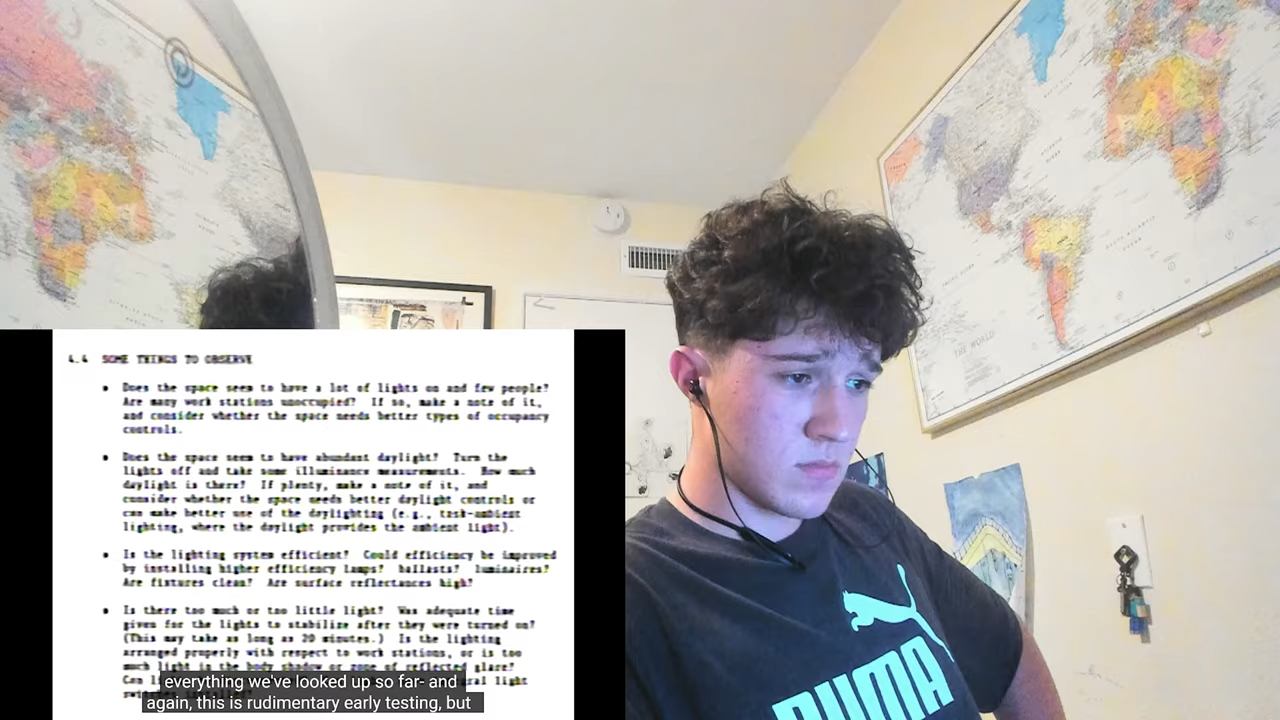 4.4 SOME THINGS TO OBSERVE
• Does the space seem to have a lot of lights on and few people?
Are many work stations unoccupied? If so, make a note of it,
and consider whether the space needs better types of occupancy
controls.
• Does the space seem to have abundant daylight? Turn the
lights off and take some illuminance measurements. How much
daylight is there? If plenty, make a note of it, and
consider whether the space needs better daylight controls or
can make better use of the daylighting (e.g., task-ambient
lighting, where the daylight provides the ambient light).
• Is the lighting system efficient? Could efficiency be improved
by installing higher efficiency lamps? ballasts? luminaires?
Are fixtures clean? Are surface reflectances high?
• Is there too much or too little light? Was adequate time
given for the lights to stabilize after they were turned on?
(This may take as long as 20 minutes.) Is the lighting
arranged properly with respect to work stations, or is too
much light in the body shadow or zone of reflected glare?
light
everything we've looked up so far- and
again, this is rudimentary early testing, but
THE WORLD
PUMA